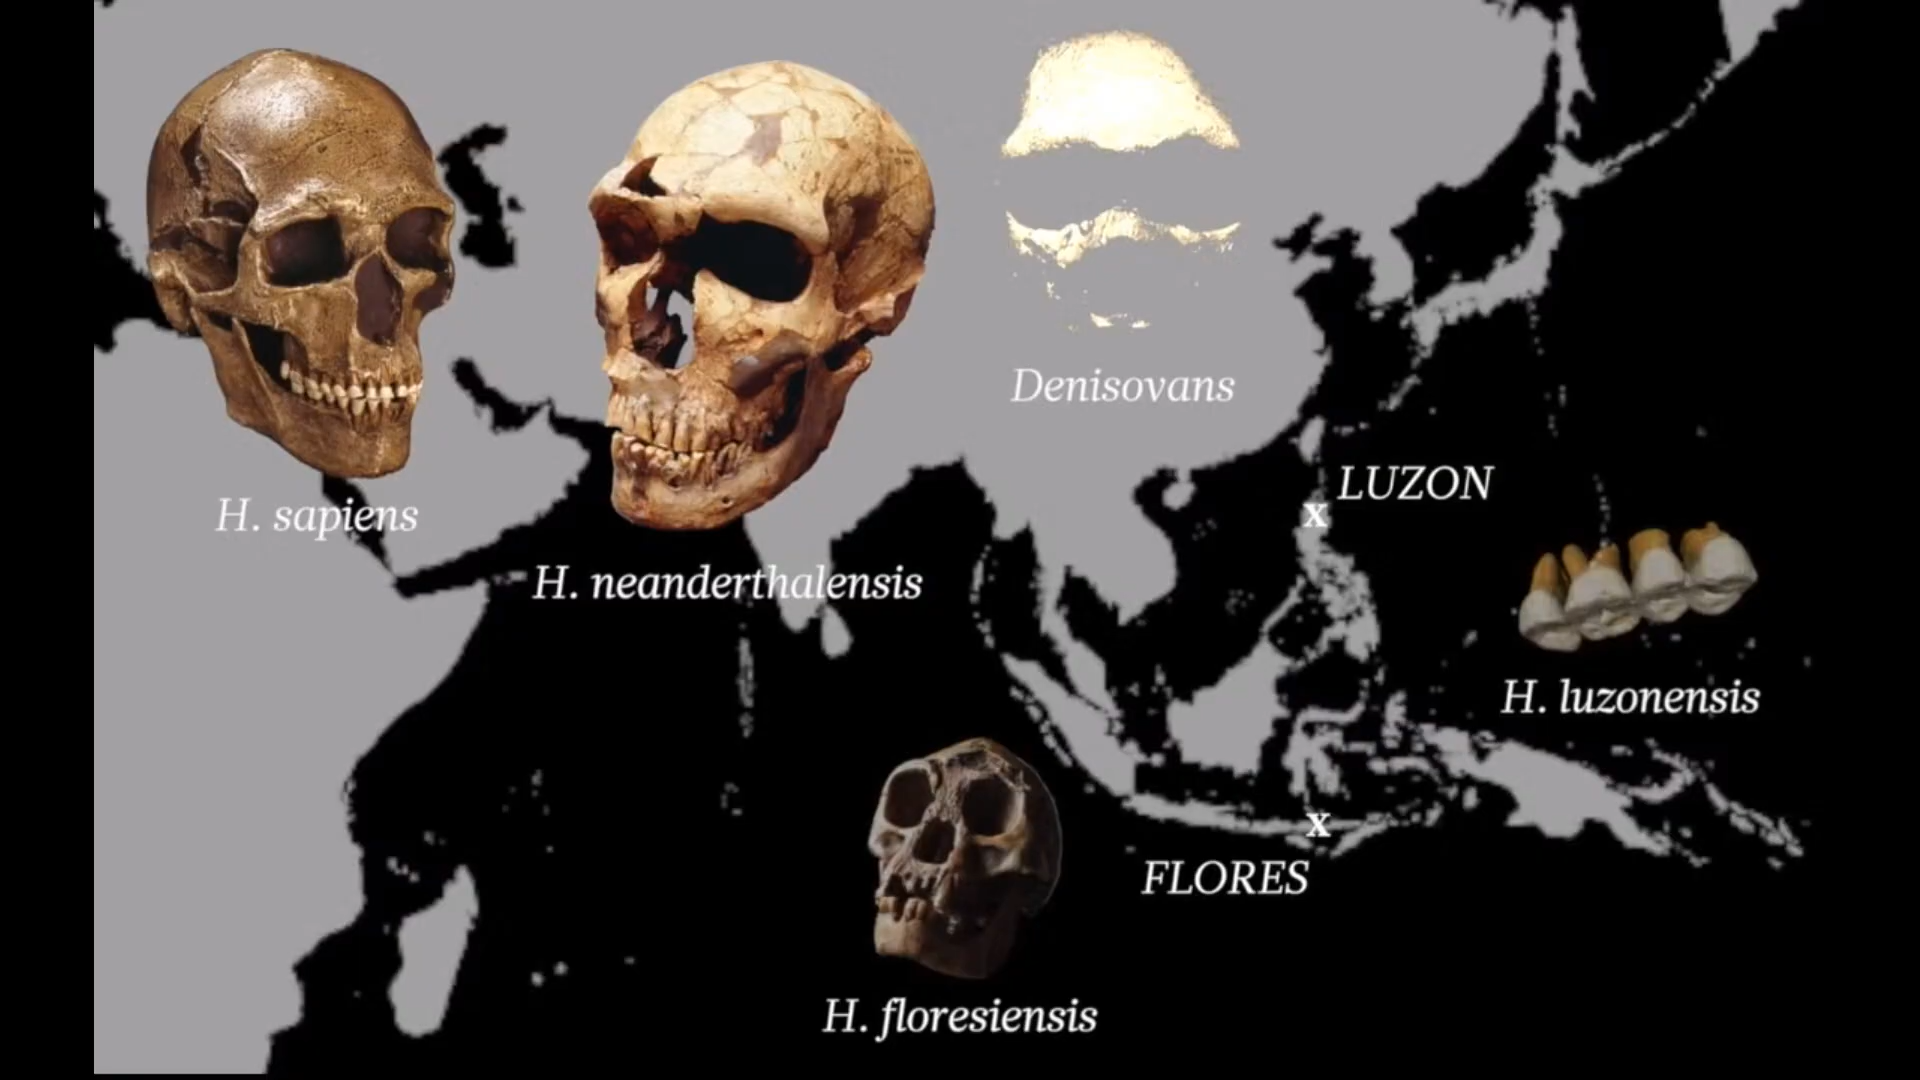 Denisovans
LUZON
x
H. sapiens
H. neanderthalensis
H. luzonensis
x
FLORES
H. floresiensis